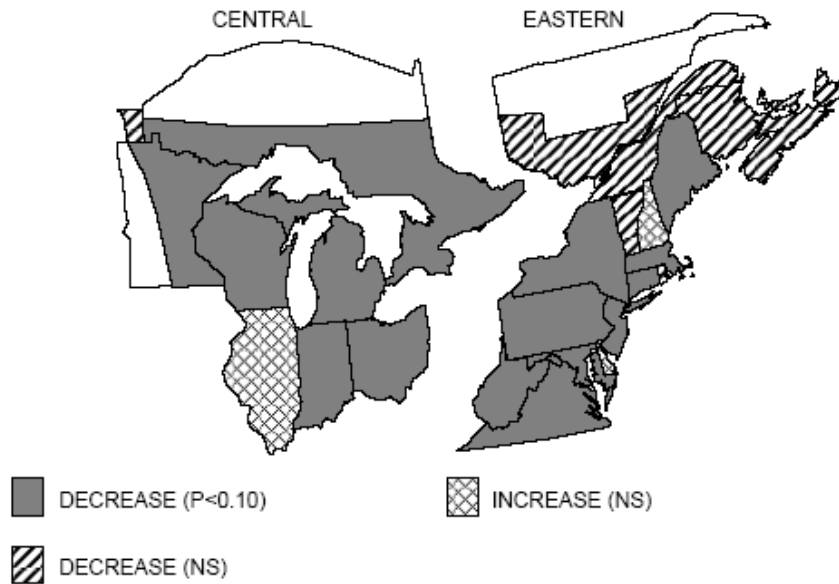 CENTRAL
EASTERN
DECREASE (P<0.10)
INCREASE (NS)
DECREASE (NS)